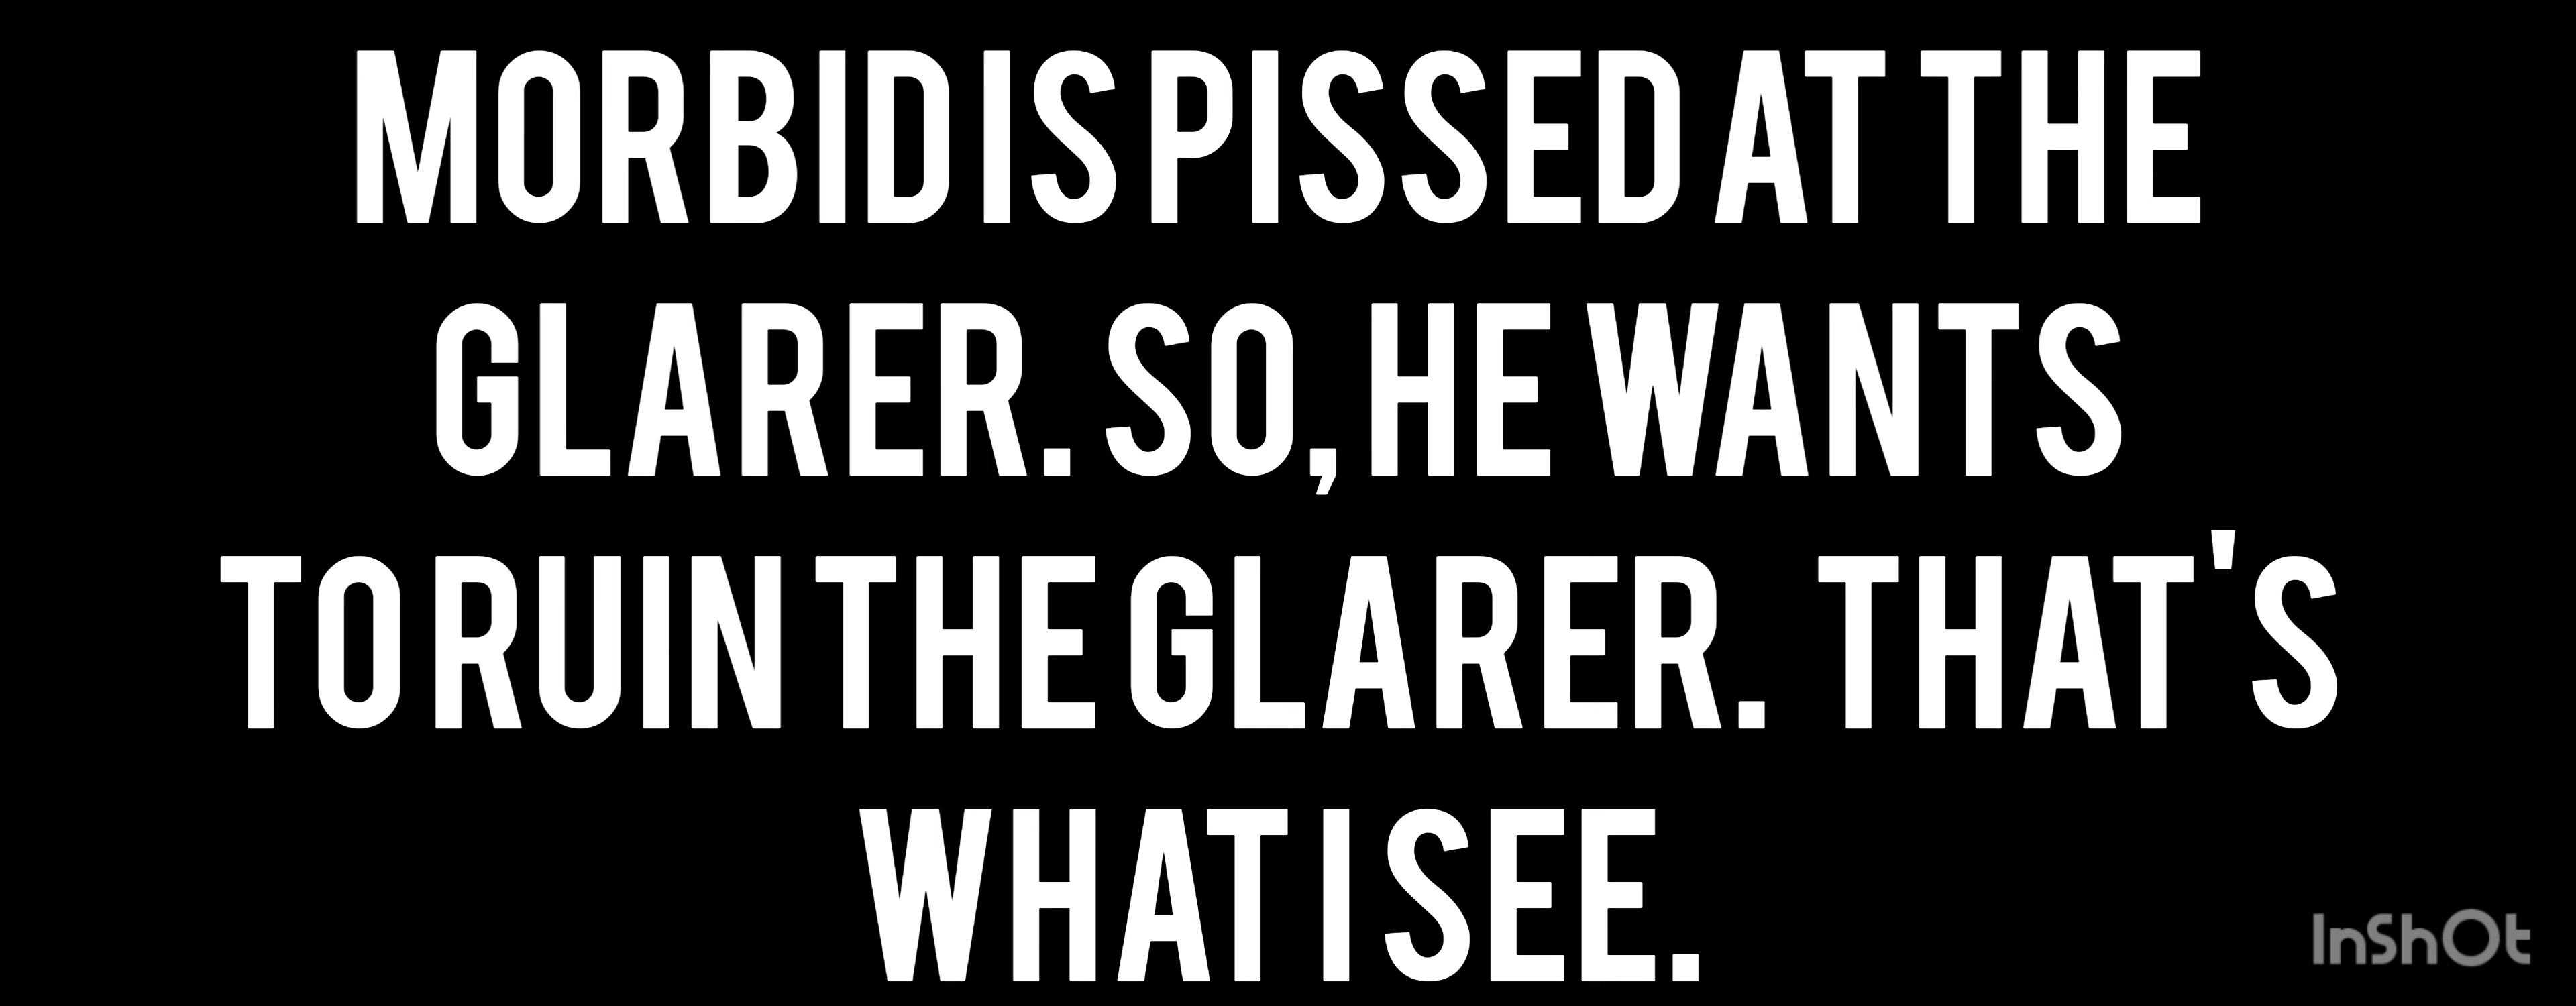 MORBID IS PISSED AT THE
GLARER. SO, HE WANTS
TO RUIN THE GLARER. THAT'S
WHAT I SEE.
InShOt